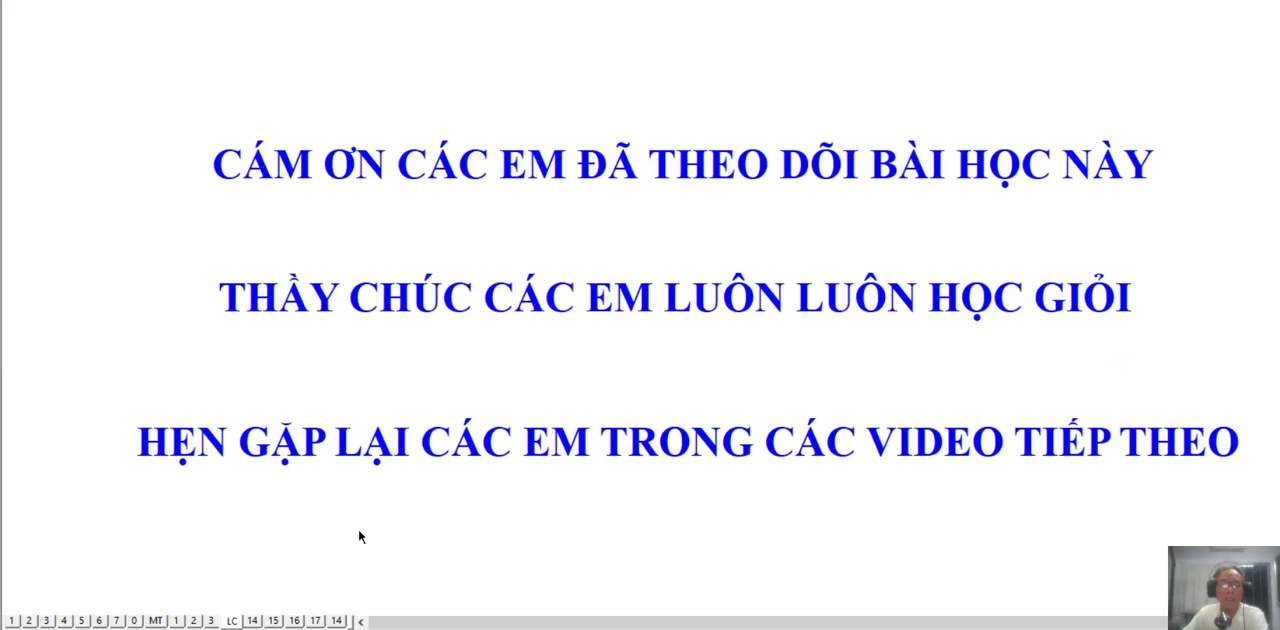 CÁM ƠN CÁC EM ĐÃ THEO DÕI BÀI HỌC NÀY
THẦY CHÚC CÁC EM LUÔN LUÔN HỌC GIỎI
HẸN GẶP LẠI CÁC EM TRONG CÁC VIDEO TIẾP THEO
1 2 3 4 5 6 7 0 MT 1 2 3 LC 14 15 16 17 14 <